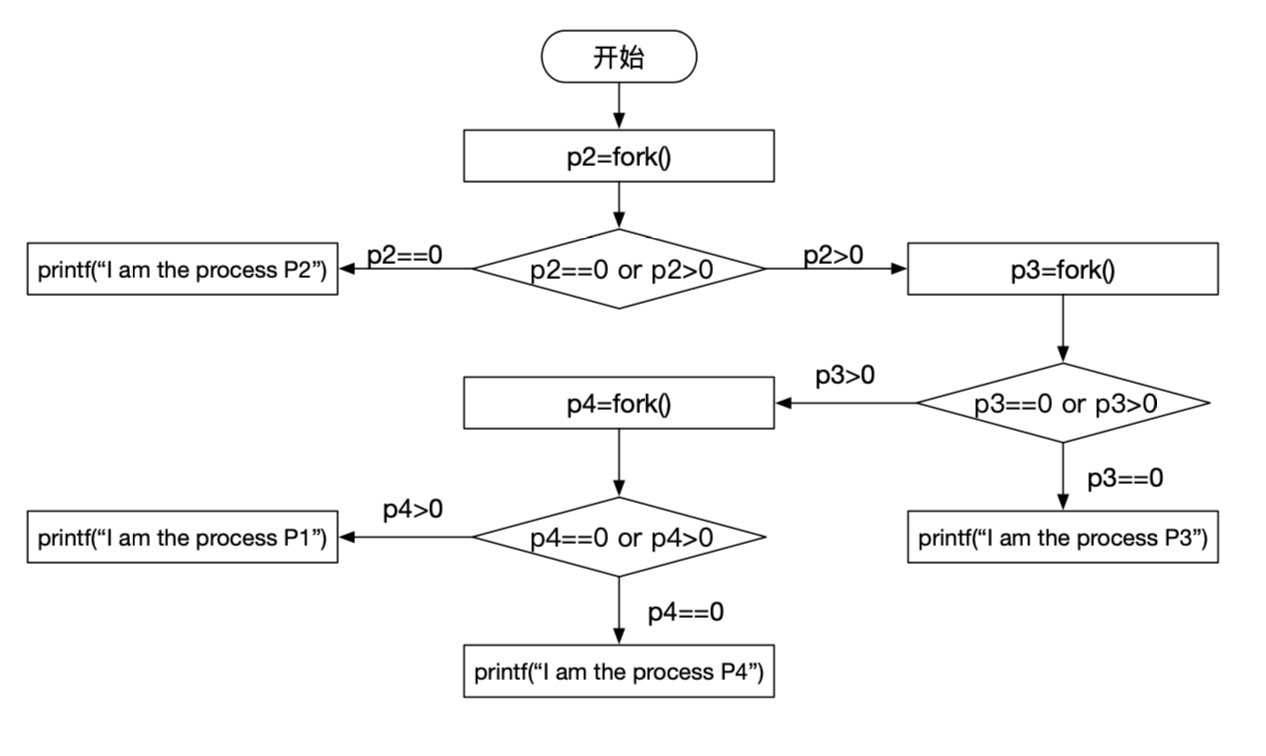 开始
p2=fork()
printf(“I am the process P2”)
p2==0
p2==0 or p2>0
p2>0
p3=fork()
p3>0
p4=fork()
p3==0 or p3>0
p3==0
p4>0
printf(“I am the process P1”)
p4==0 or p4>0
printf(“I am the process P3”)
p4==0
printf(“I am the process P4”)